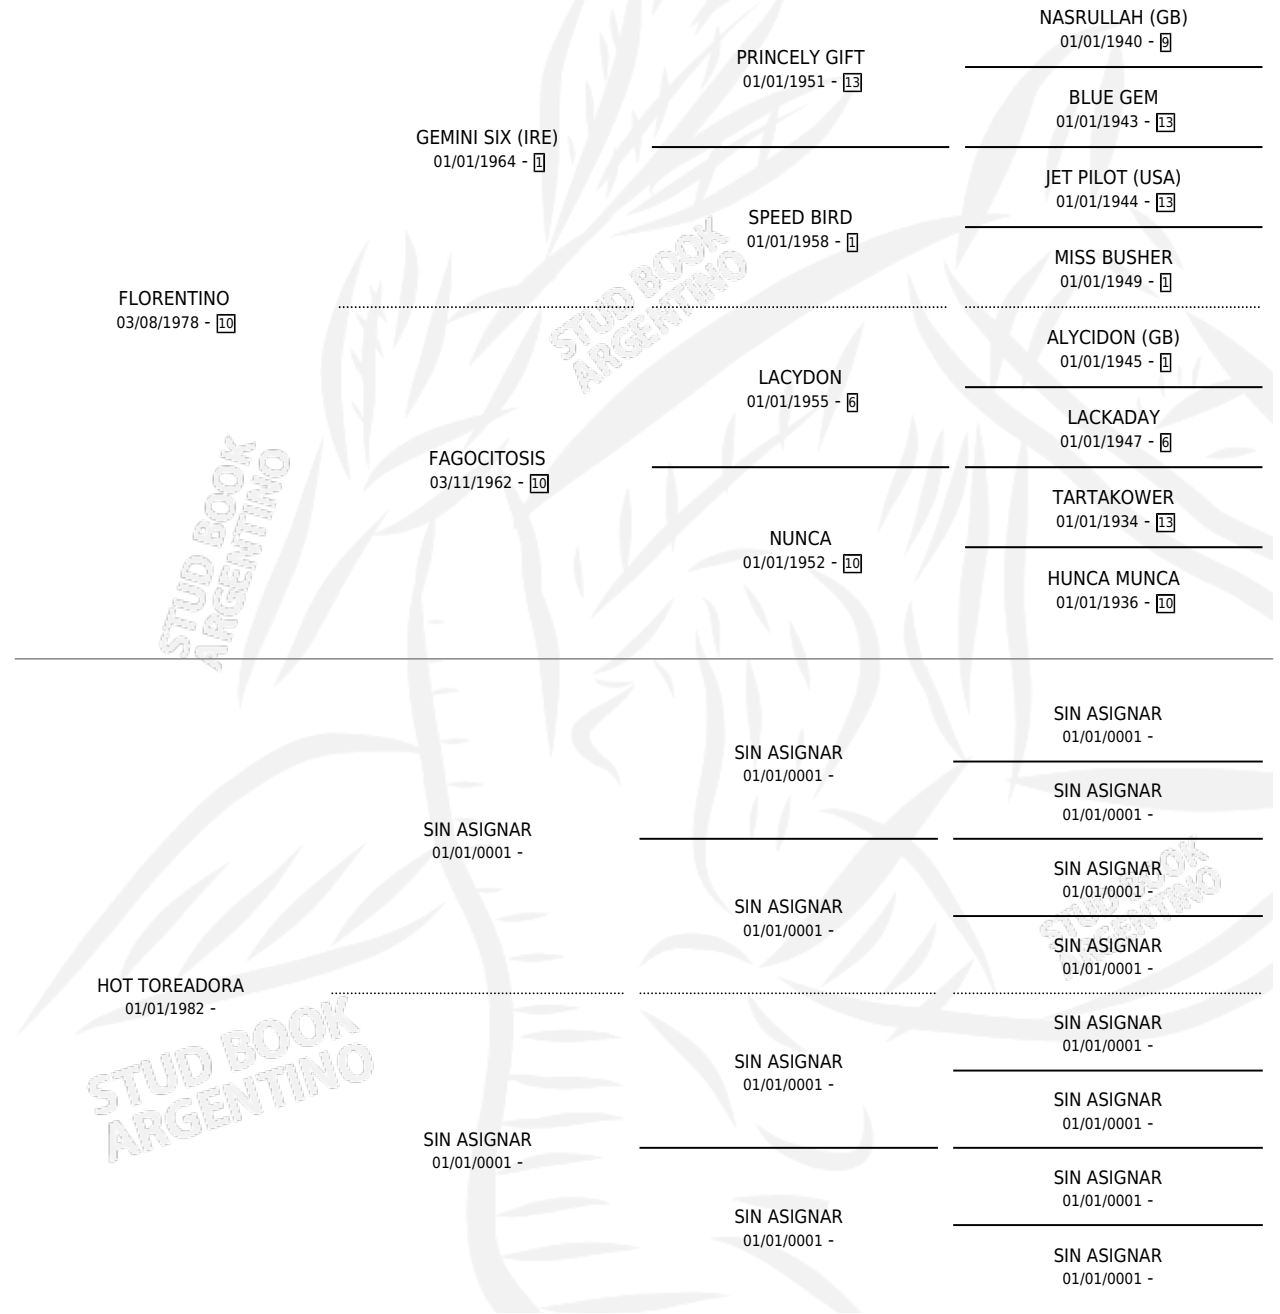 NASRULLAH (GB)
01/01/1940 - 9
PRINCELY GIFT
01/01/1951 - 13
BLUE GEM
01/01/1943 - 13
GEMINI SIX (IRE)
01/01/1964 - 1
JET PILOT (USA)
01/01/1944 - 13
SPEED BIRD
01/01/1958 - 1
MISS BUSHER
01/01/1949 - 1
FLORENTINO
03/08/1978 - 10
STUD BOOK
ARGENTINO
ALYCIDON (GB)
01/01/1945 - 1
LACYDON
01/01/1955 - 6
LACKADAY
01/01/1947 - 6
FAGOCITOSIS
03/11/1962 - 10
TARTAKOWER
01/01/1934 - 13
NUNCA
01/01/1952 - 10
HUNCA MUNCA
01/01/1936 - 10
STUD BOOK
ARGENTINO
SIN ASIGNAR
01/01/0001 -
SIN ASIGNAR
01/01/0001 -
SIN ASIGNAR
01/01/0001 -
SIN ASIGNAR
01/01/0001 -
SIN ASIGNAR
01/01/0001 -
SIN ASIGNAR
01/01/0001 -
SIN ASIGNAR
01/01/0001 -
STUD BOOK
ARGENTINO
HOT TOREADORA
01/01/1982 -
STUD BOOK
ARGENTINO
SIN ASIGNAR
01/01/0001 -
SIN ASIGNAR
01/01/0001 -
SIN ASIGNAR
01/01/0001 -
SIN ASIGNAR
01/01/0001 -
SIN ASIGNAR
01/01/0001 -
SIN ASIGNAR
01/01/0001 -
SIN ASIGNAR
01/01/0001 -